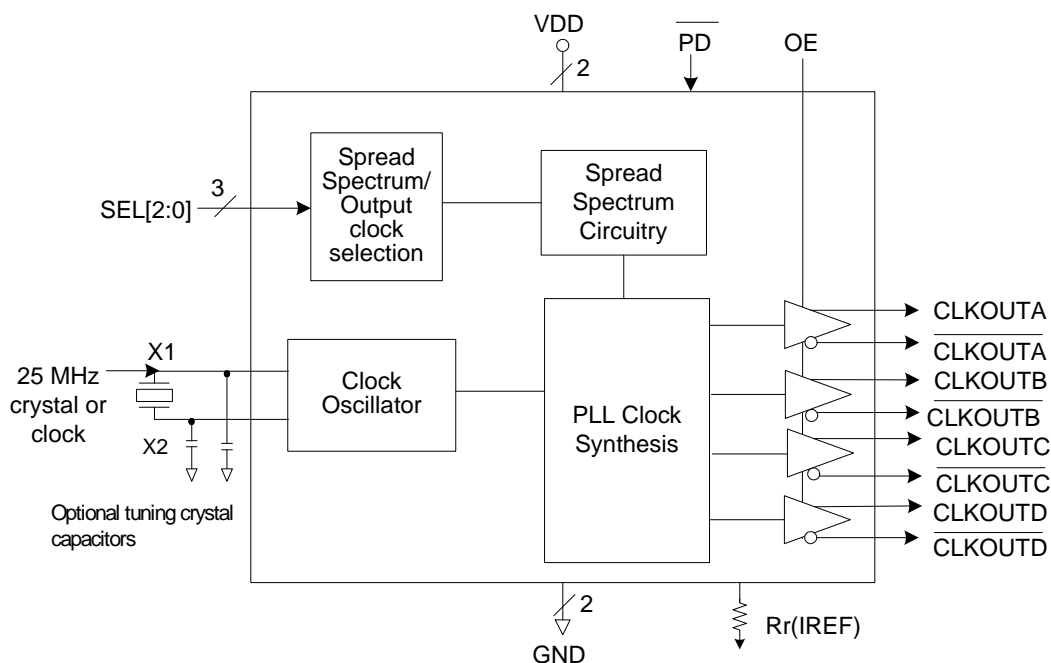 VDD
PD
OE
2
Spread
Spectrum/
Output
clock
selection
Spread
Spectrum
Circuitry
3
SEL[2:0]
CLKOUTA
CLKOUTA
CLKOUTB
CLKOUTB
CLKOUTC
CLKOUTC
CLKOUTD
CLKOUTD
X1
25 MHz
crystal or
clock
X2
Clock
Oscillator
PLL Clock
Synthesis
Optional tuning crystal
capacitors
2
GND
Rr(IREF)